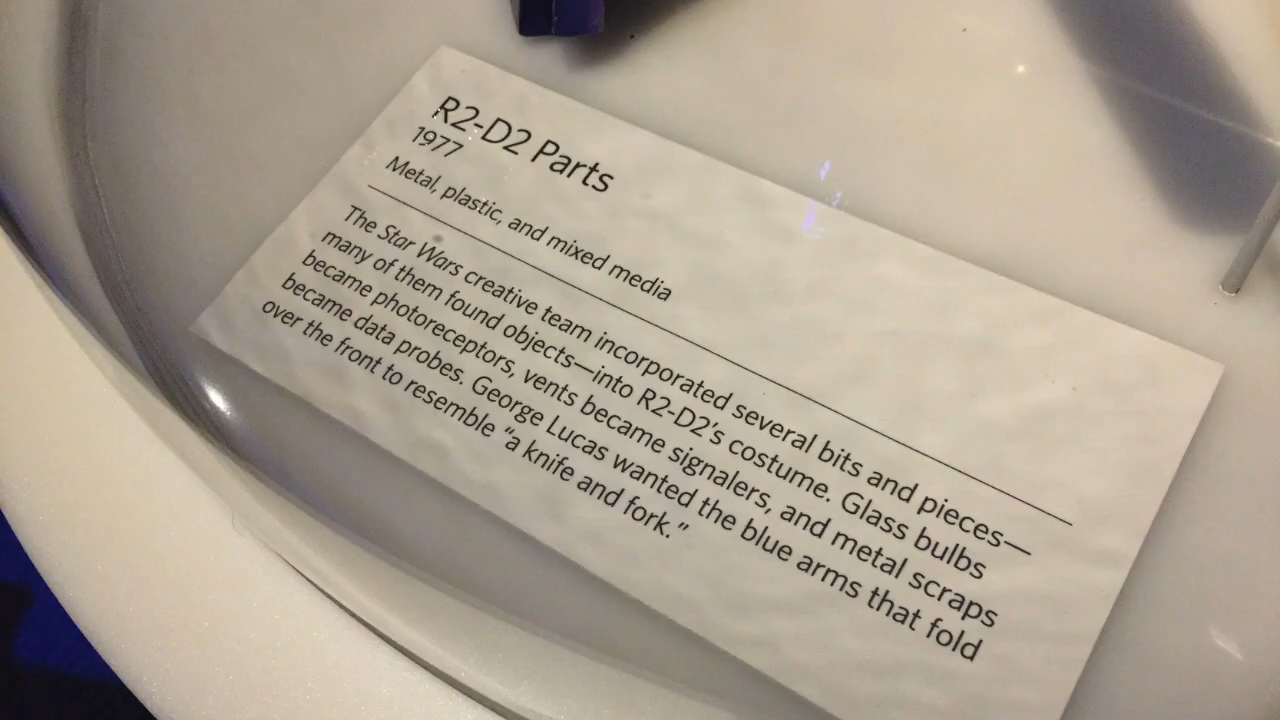 R2-D2 Parts
1977
Metal, plastic, and mixed media
The Star Wars creative team incorporated several bits and pieces—
many of them found objects—into R2-D2's costume. Glass bulbs
became photoreceptors, vents became signalers, and metal scraps
became data probes. George Lucas wanted the blue arms that fold
over the front to resemble “a knife and fork.”